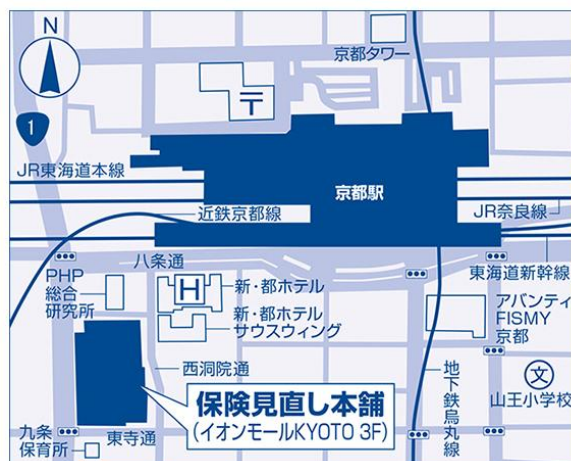 N
京都タワー
〒
1
JR東海道本線
京都駅
近鉄京都線
JR奈良線
八条通
東海道新幹線
PHP
総合
研究所
H
新・都ホテル
新・都ホテル
サウスウィング
アバンティ
FISMY
京都
西洞院通
地下鉄烏丸線
文
山王小学校
保険見直し本舗
(イオンモールKYOTO 3F)
九条
保育所
東寺通